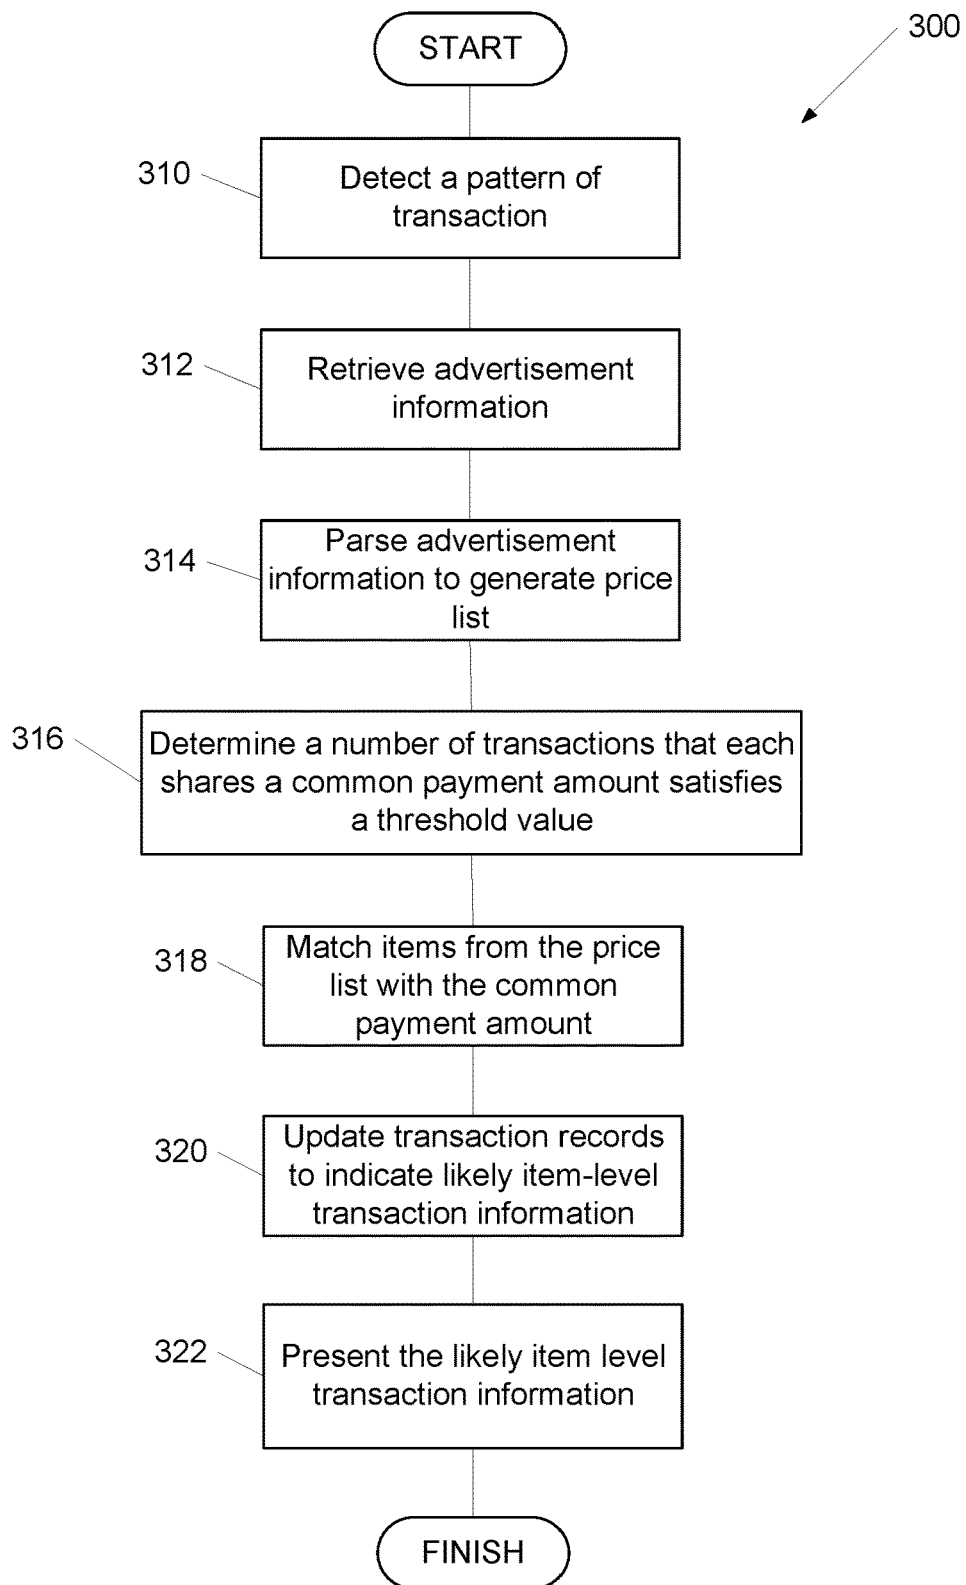 300
START
310
Detect a pattern of
transaction
312
Retrieve advertisement
information
314
Parse advertisement
information to generate price
list
316
Determine a number of transactions that each
shares a common payment amount satisfies
a threshold value
318
Match items from the price
list with the common
payment amount
320
Update transaction records
to indicate likely item-level
transaction information
322
Present the likely item level
transaction information
FINISH